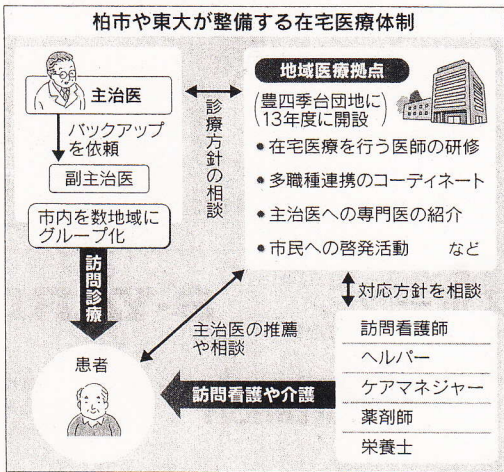 柏市や東大が整備する在宅医療体制
主治医
バックアップ
を依頼
副主治医
市内を数地域に
グループ化
訪問診療
診療方針の相談
地域医療拠点
(豊四季台団地に
13年度に開設)
• 在宅医療を行う医師の研修
• 多職種連携のコーディネート
• 主治医への専門医の紹介
• 市民への啓発活動 など
対応方針を相談
主治医の推薦
や相談
患者
訪問看護や介護
訪問看護師
ヘルパー
ケアマネジャー
薬剤師
栄養士